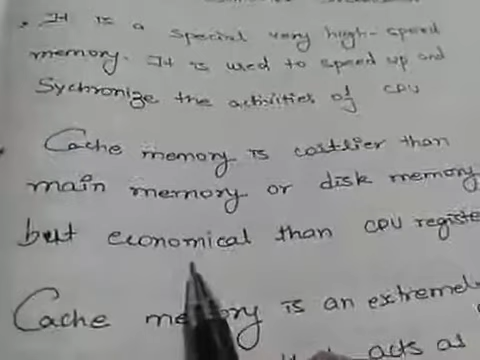 It is a special very high-speed
memory. It is used to speed up and
Sychronize the activities of CPU
Cache memory is costlier than
main memory or disk memory
but economical than CPU registe
Cache memory is an extremel
acts as